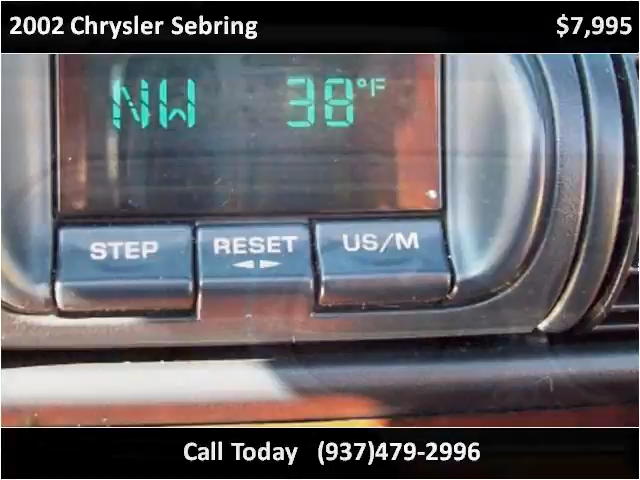 2002 Chrysler Sebring $7,995
NW 38°F
STEP RESET US/M
Call Today (937)479-2996